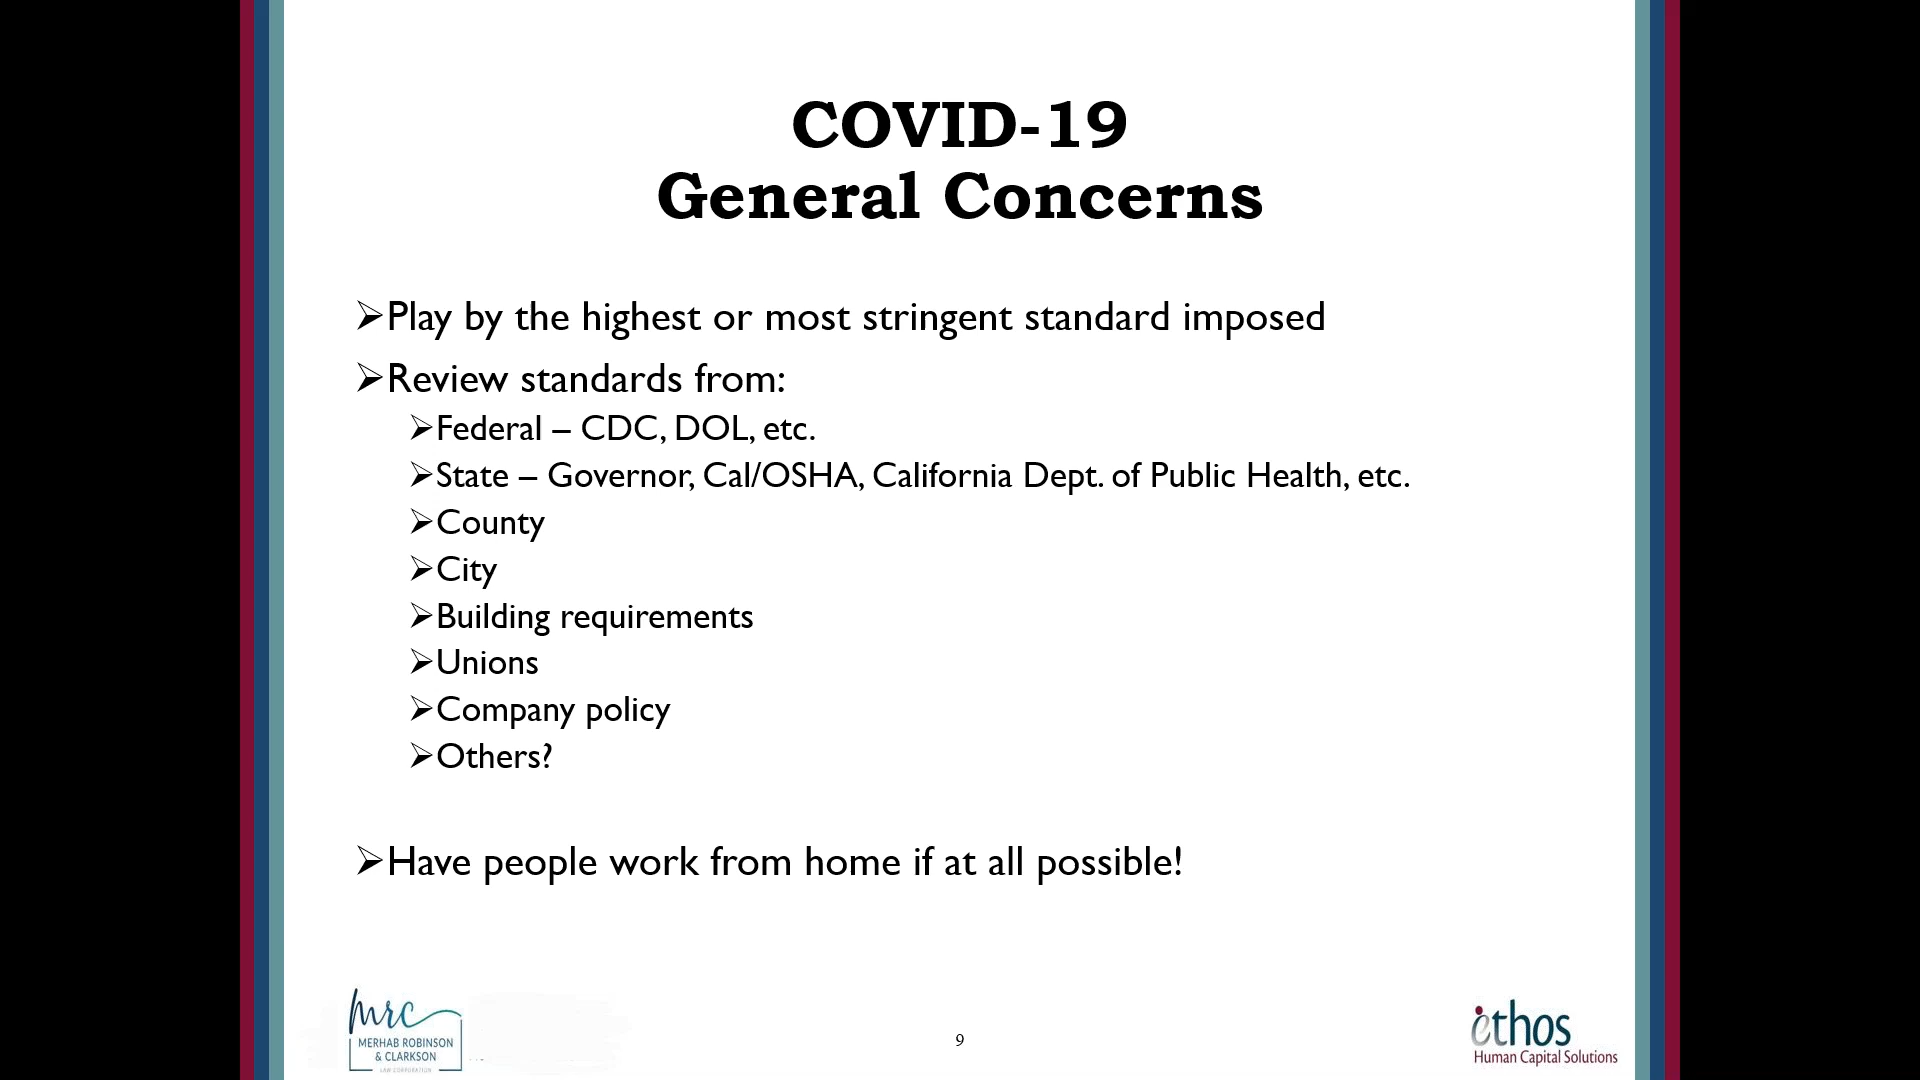 COVID-19
General Concerns
➢Play by the highest or most stringent standard imposed
➢Review standards from:
➢Federal – CDC, DOL, etc.
➢State – Governor, Cal/OSHA, California Dept. of Public Health, etc.
➢County
➢City
➢Building requirements
➢Unions
➢Company policy
➢Others?
➢Have people work from home if at all possible!
mrc
MERHAB ROBINSON
& CLARKSON
LAW CORPORATION
9
ethos
Human Capital Solutions